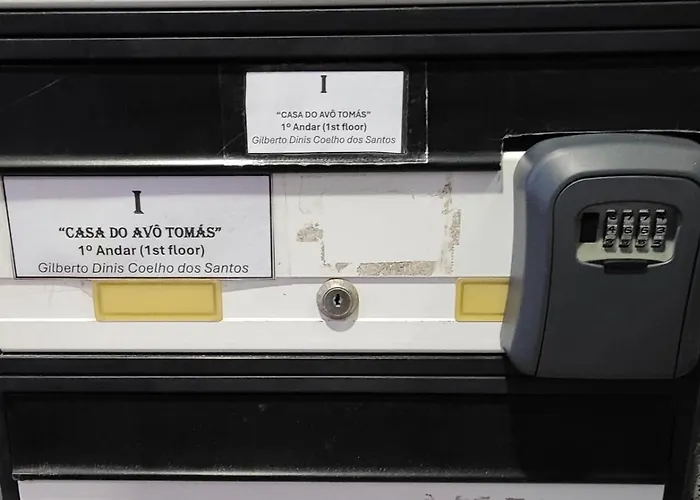 I
“CASA DO AVÔ TOMÁS”
1º Andar (1st floor)
Gilberto Dinis Coelho dos Santos
I
“CASA DO AVÔ TOMÁS”
1º Andar (1st floor)
Gilberto Dinis Coelho dos Santos